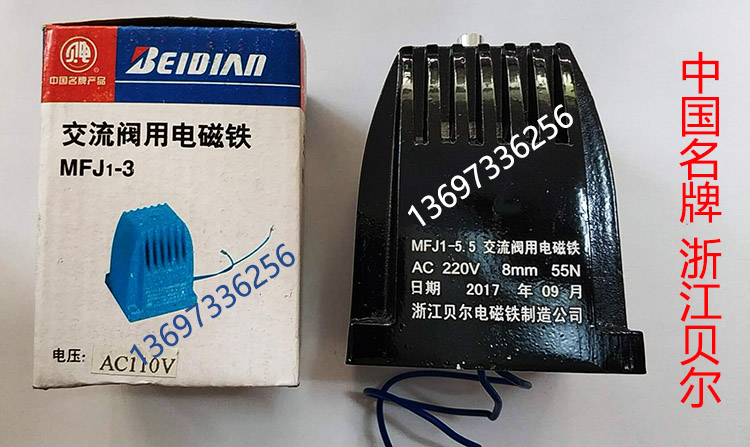 贝电
中国名牌产品
BEIDIAN
交流阀用电磁铁
MFJ1-3
13697336256
电压:
AC110V
13697336256
MFJ1-5.5 交流阀用电磁铁
AC 220V 8mm 55N
日期 2017 年 09 月
浙江贝尔电磁铁制造公司
中国名牌 浙江贝尔